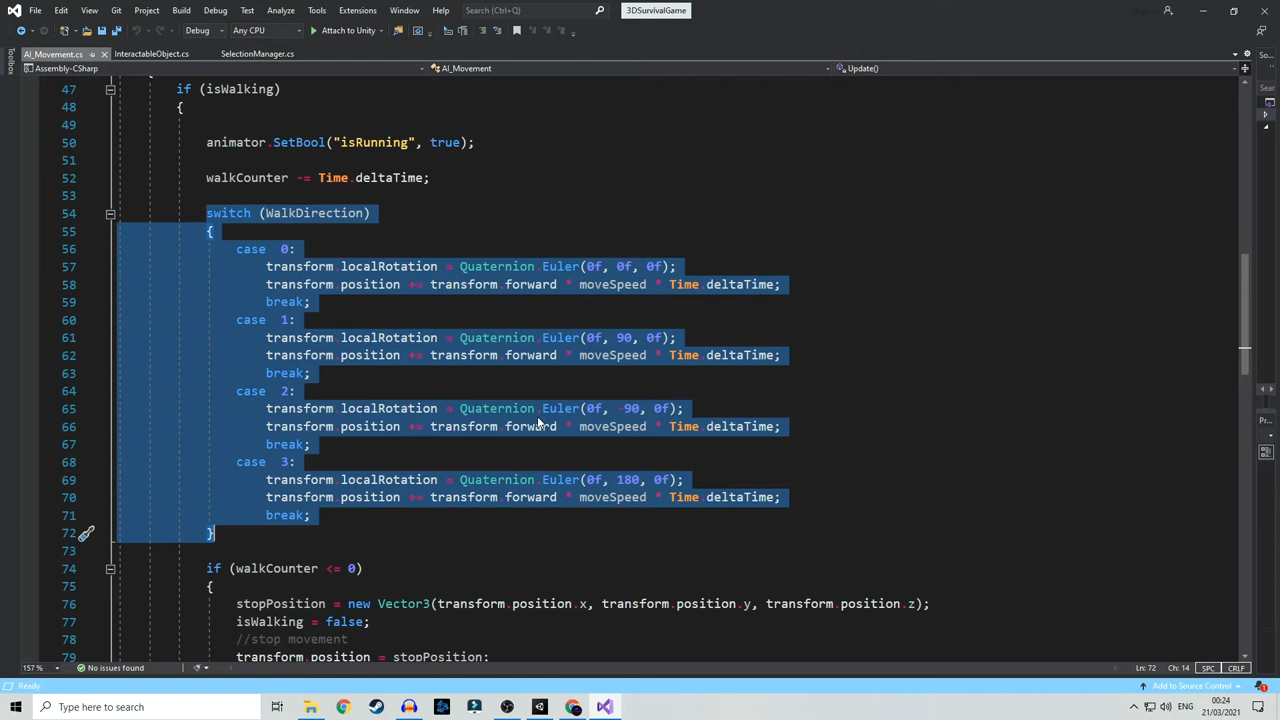 File Edit View Git Project Build Debug Test Analyze Tools Extensions Window Help Search (Ctrl+Q) 3DSurvivalGame
Debug Any CPU Attach to Unity
AI_Movement.cs InteractableObject.cs SelectionManager.cs
Toolbox
So...
Assembly-CSharp AI_Movement Update()
Sear
47 if (isWalking)
48 {
49
50 animator.SetBool("isRunning", true);
51
52 walkCounter -= Time.deltaTime;
53
54 switch (WalkDirection)
55 {
56 case 0:
57 transform.localRotation = Quaternion.Euler(0f, 0f, 0f);
58 transform.position += transform.forward * moveSpeed * Time.deltaTime;
59 break;
60 case 1:
61 transform.localRotation = Quaternion.Euler(0f, 90, 0f);
62 transform.position += transform.forward * moveSpeed * Time.deltaTime;
63 break;
64 case 2:
65 transform.localRotation = Quaternion.Euler(0f, -90, 0f);
66 transform.position += transform.forward * moveSpeed * Time.deltaTime;
67 break;
68 case 3:
69 transform.localRotation = Quaternion.Euler(0f, 180, 0f);
70 transform.position += transform.forward * moveSpeed * Time.deltaTime;
71 break;
72 }
73
74 if (walkCounter <= 0)
75 {
76 stopPosition = new Vector3(transform.position.x, transform.position.y, transform.position.z);
77 isWalking = false;
78 //stop movement
79 transform.position = stopPosition;
Pr...
157 % No issues found Ln: 72 Ch: 14 SPC CRLF
Ready Add to Source Control 1
Type here to search
00:24
21/03/2021